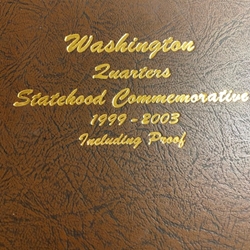 Washington
Quarters
Statehood Commemorative
1999 - 2003
Including Proof